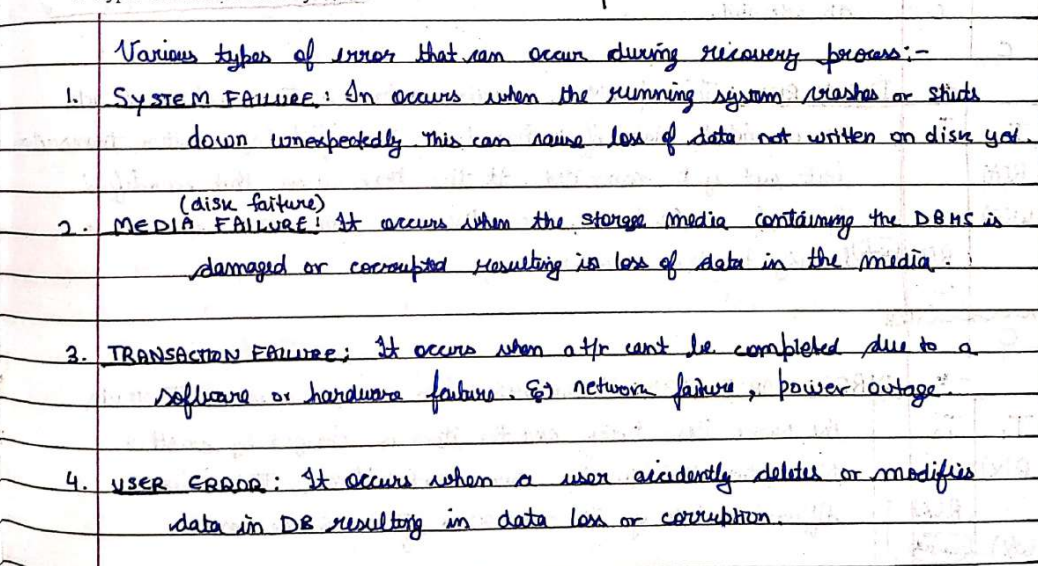 Various types of error that can occur during recovery process:-
1. SYSTEM FAILURE: In occurs when the running system crashes or shuts
down unexpectedly This can cause loss of data not written on disk yet.
(disk failure)
2. MEDIA FAILURE: It occurs when the storage media containing the DBMS is
damaged or corrupted resulting in loss of data in the media.
3. TRANSACTION FAILURE: It occurs when a t/r can't be completed due to a
software or hardware failure. Eg) network failure, power outage.
4. USER ERROR: It occurs when a user accidently deletes or modifies
data in DB resulting in data loss or corruption.